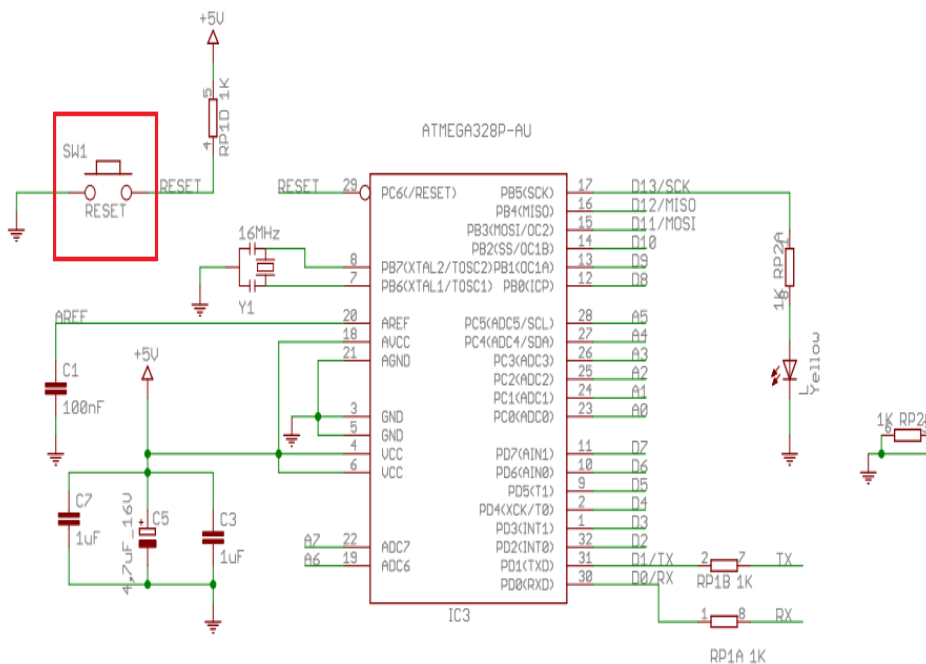 +5V
5
RP1D 1K
4
SW1
RESET
RESET
ATMEGA328P-AU
RESET
29
PC6(/RESET)
PB5(SCK)
17
D13/SCK
PB4(MISO)
16
D12/MISO
PB3(MOSI/OC2)
15
D11/MOSI
PB2(SS/OC1B)
14
D10
16MHz
8
PB7(XTAL2/TOSC2)
PB1(OC1A)
13
D9
7
PB6(XTAL1/TOSC1)
PB0(ICP)
12
D8
Y1
1K RP2A
AREF
20
AREF
PC5(ADC5/SCL)
28
A5
18
AVCC
PC4(ADC4/SDA)
27
A4
21
AGND
PC3(ADC3)
26
A3
+5V
PC2(ADC2)
25
A2
C1
100nF
PC1(ADC1)
24
A1
3
GND
PC0(ADC0)
23
A0
L
Yellow
5
GND
4
VCC
PD7(AIN1)
11
D7
6
VCC
PD6(AIN0)
10
D6
PD5(T1)
9
D5
PD4(XCK/T0)
2
D4
PD3(INT1)
1
D3
PD2(INT0)
32
D2
C7
1uF
+
C5
4,7uF_16V
C3
1uF
A7
22
ADC7
A6
19
ADC6
PD1(TXD)
31
D1/TX
2
7
TX
RP1B 1K
PD0(RXD)
30
D0/RX
1
8
RX
RP1A 1K
IC3
1K
6